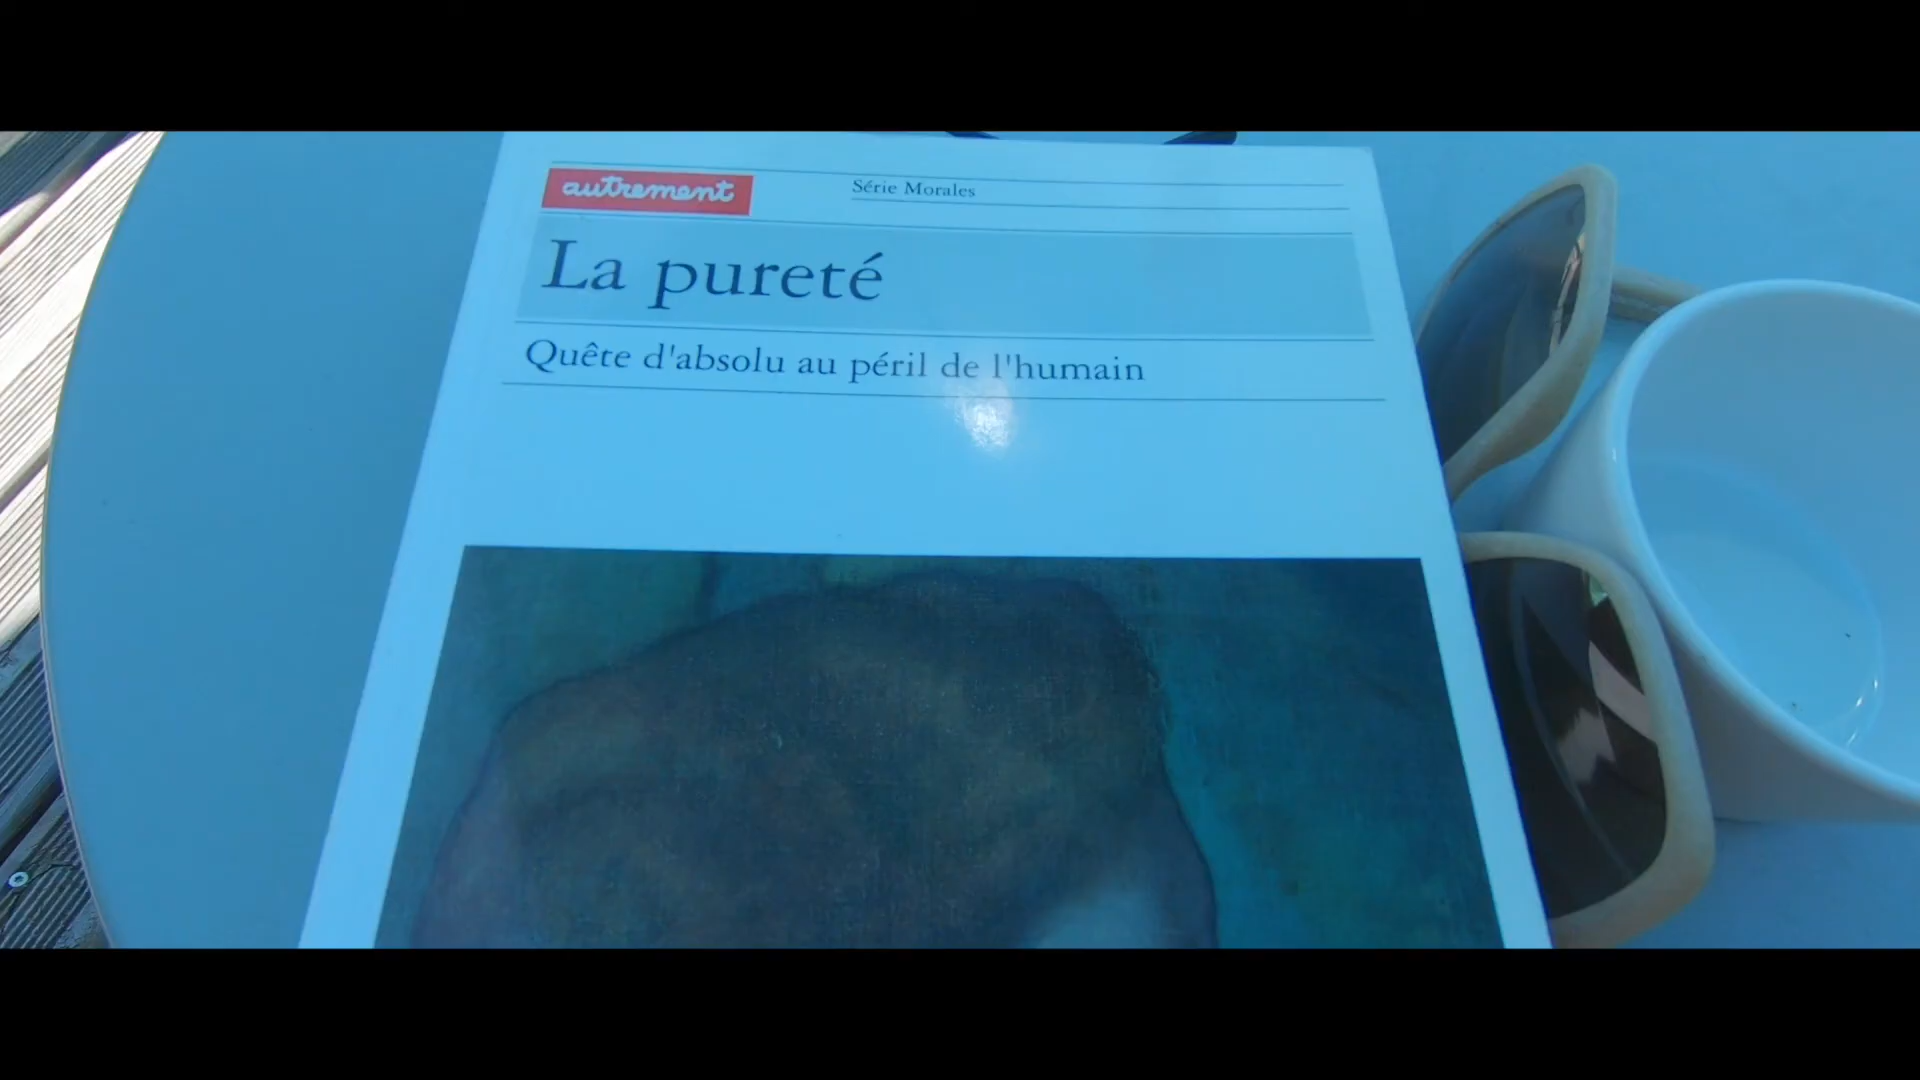 autrement
Série Morales
La pureté
Quête d'absolu au péril de l'humain